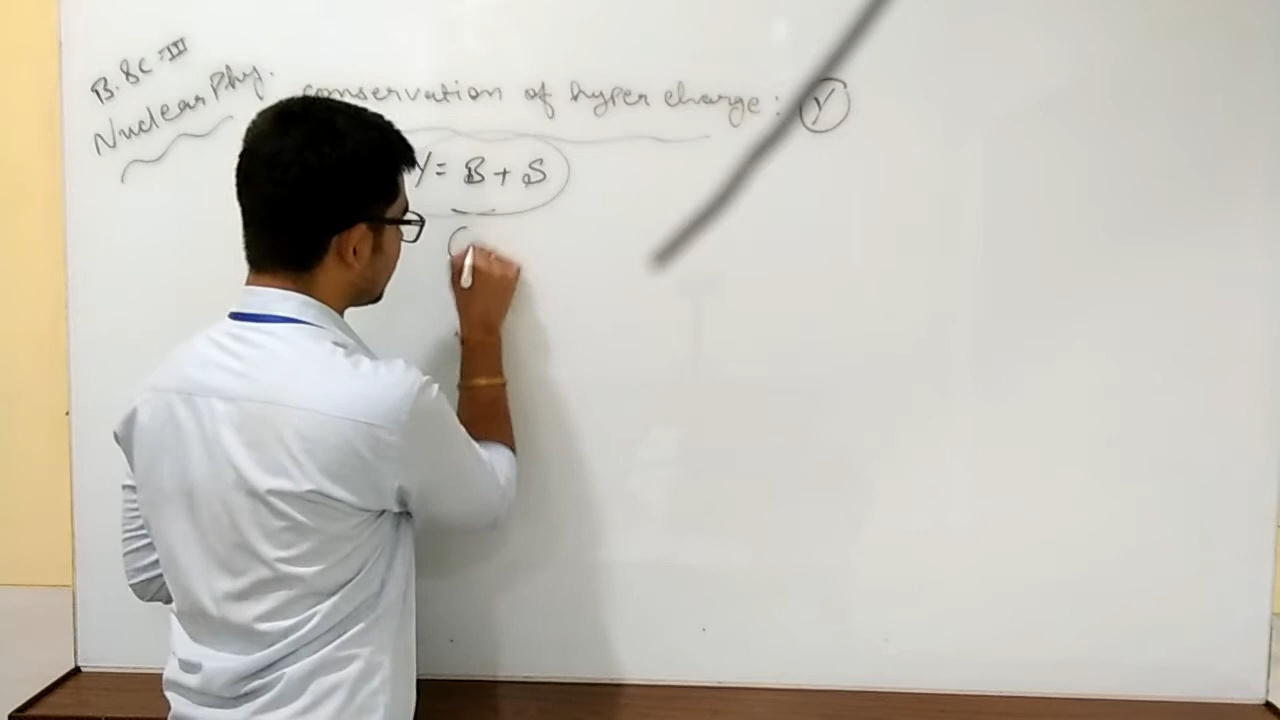 B.Sc-III
Nuclear Phy.
conservation of hyper charge : Y
Y = B + S